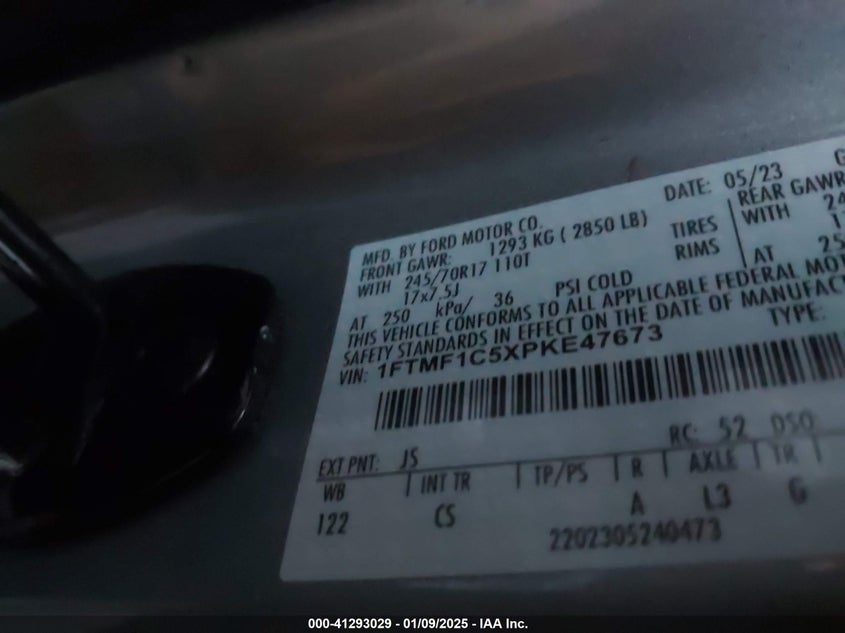 MFD. BY FORD MOTOR CO.
DATE: 05/23
FRONT GAWR: 1293 KG ( 2850 LB)
REAR GAWR
WITH 245/70R17 110T TIRES
WITH 24
17x7.5J RIMS
AT 250 kPa/ 36 PSI COLD
AT 25
THIS VEHICLE CONFORMS TO ALL APPLICABLE FEDERAL MOT
SAFETY STANDARDS IN EFFECT ON THE DATE OF MANUFAC
VIN: 1FTMF1C5XPKE47673
TYPE:
RC: 52 DSO:
EXT PNT: JS
WB INT TR TP/PS R AXLE TR
122 CS A L3 G
2202305240473
000-41293029 - 01/09/2025 - IAA Inc.